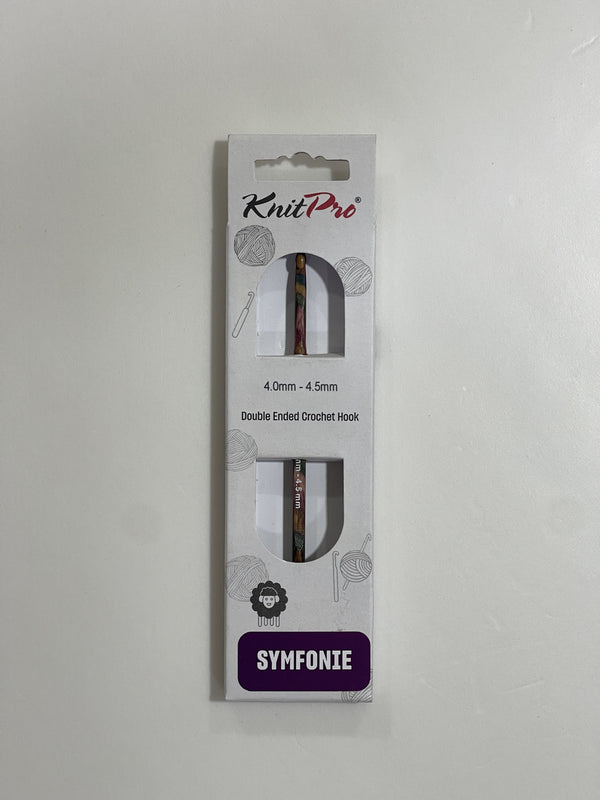 KnitPro®
4.0mm - 4.5mm
Double Ended Crochet Hook
mm - 4.5 mm
SYMFONIE